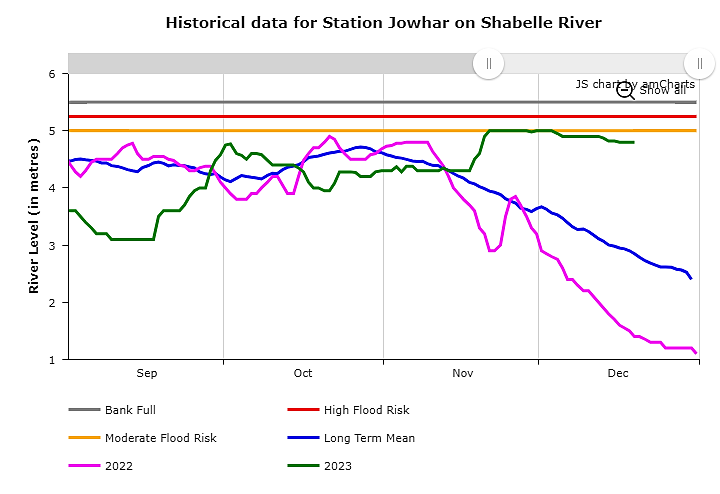 Historical data for Station Jowhar on Shabelle River
JS chart by amCharts
Show all
River Level (in metres)
6
5
4
3
2
1
Sep Oct Nov Dec
Bank Full High Flood Risk
Moderate Flood Risk Long Term Mean
2022 2023